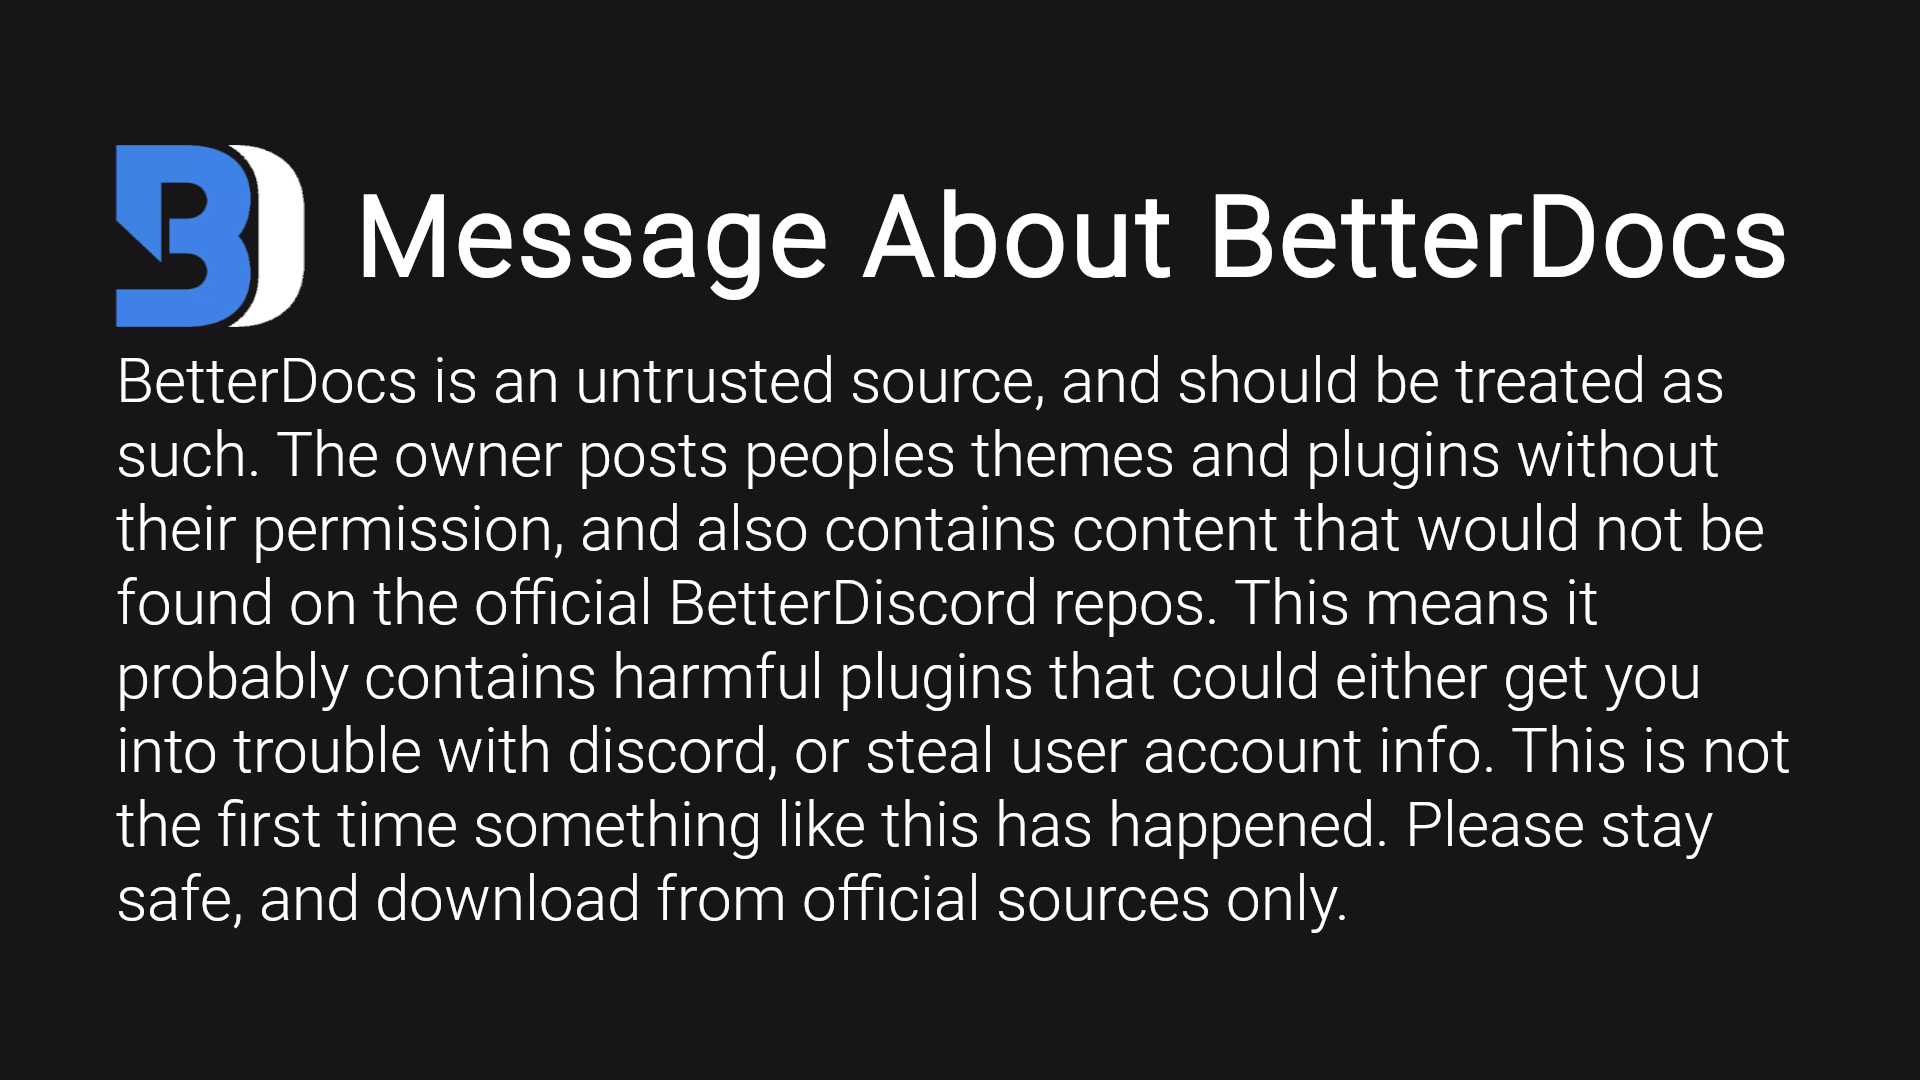 BD Message About BetterDocs
BetterDocs is an untrusted source, and should be treated as
such. The owner posts peoples themes and plugins without
their permission, and also contains content that would not be
found on the official BetterDiscord repos. This means it
probably contains harmful plugins that could either get you
into trouble with discord, or steal user account info. This is not
the first time something like this has happened. Please stay
safe, and download from official sources only.